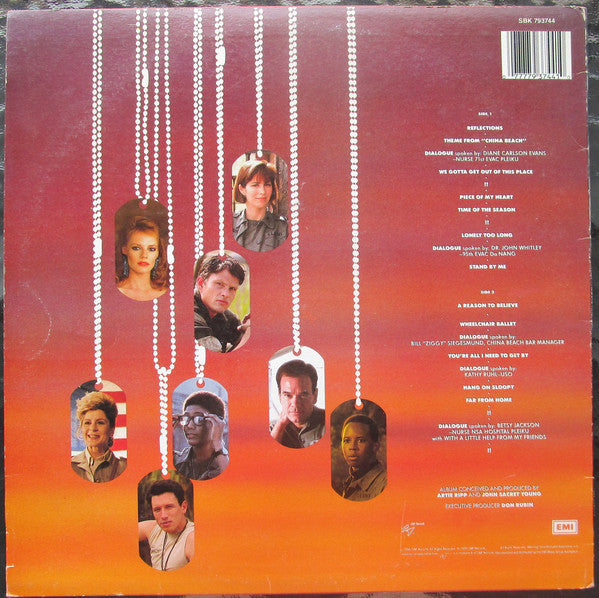 SBK 793744
SIDE 1
REFLECTIONS
THEME FROM "CHINA BEACH"
DIALOGUE spoken by: DIANE CARLSON EVANS
-NURSE 71st EVAC PLEIKU
WE GOTTA GET OUT OF THIS PLACE
!!
PIECE OF MY HEART
TIME OF THE SEASON
!!
LONELY TOO LONG
DIALOGUE spoken by: DR. JOHN WHITLEY
-95th EVAC Da NANG
STAND BY ME
SIDE 2
A REASON TO BELIEVE
WHEELCHAIR BALLET
DIALOGUE spoken by:
BILL "ZIGGY" SIEGESMUND, CHINA BEACH BAR MANAGER
YOU'RE ALL I NEED TO GET BY
DIALOGUE spoken by:
KATHY RUHL-USO
HANG ON SLOOPY
FAR FROM HOME
!!
DIALOGUE spoken by: BETSY JACKSON
-NURSE NSA HOSPITAL PLEIKU
with WITH A LITTLE HELP FROM MY FRIENDS
!!
ALBUM CONCEIVED AND PRODUCED BY
ARTIE RIPP AND JOHN SACRET YOUNG
EXECUTIVE PRODUCER DON RUBIN
EMI